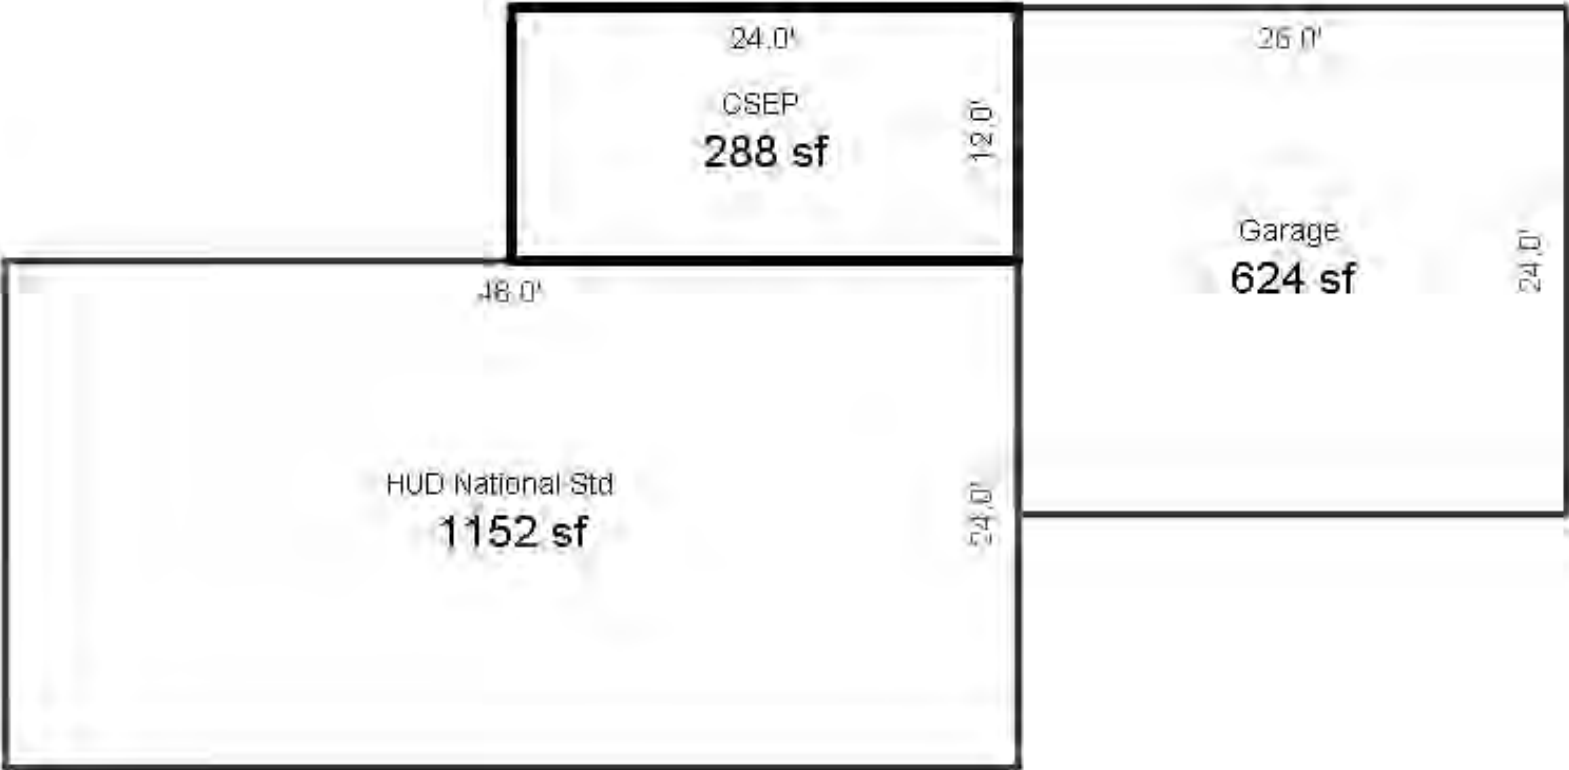 24.0'
26.0'
CSEP
288 sf
12.0'
Garage
624 sf
24.0'
48.0'
HUD National Std
1152 sf
24.0'